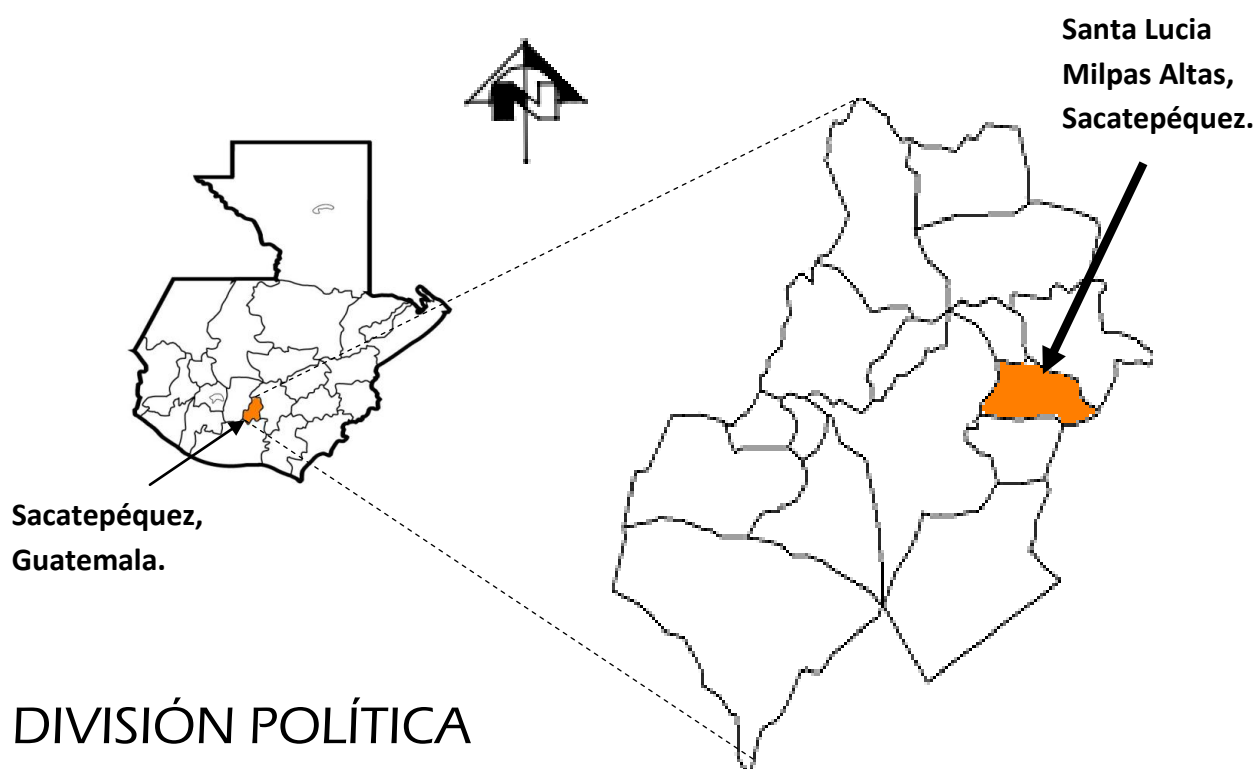 Santa Lucia
Milpas Altas,
Sacatepéquez.
N
Sacatepéquez,
Guatemala.
DIVISIÓN POLÍTICA